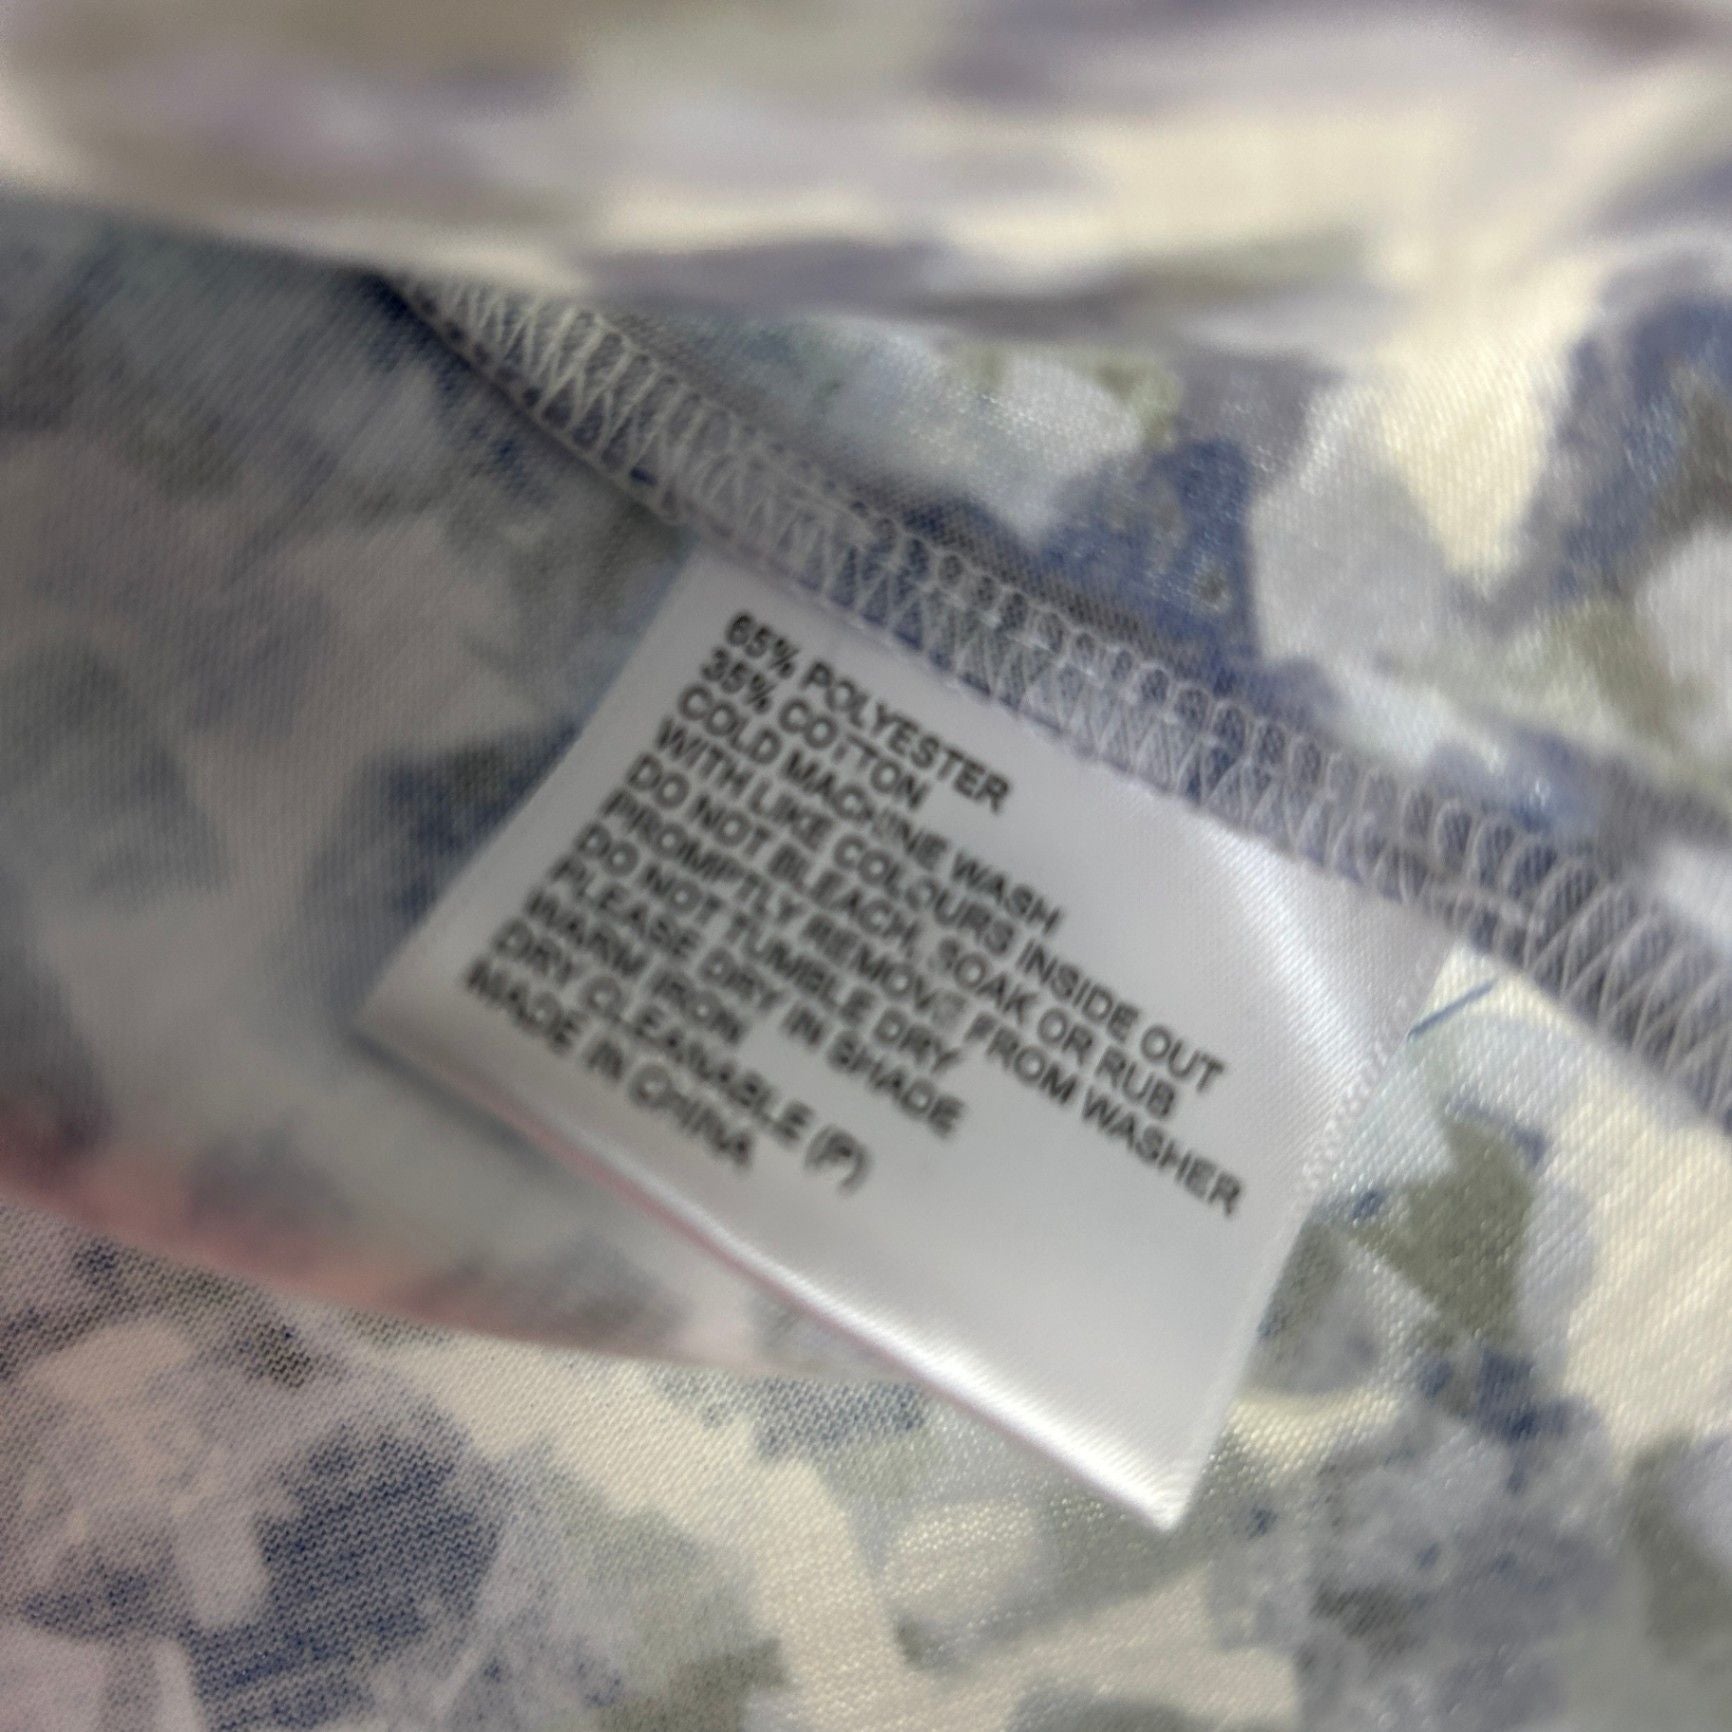 65% POLYESTER
35% COTTON
COLD MACHINE WASH
WITH LIKE COLOURS INSIDE OUT
DO NOT BLEACH, SOAK OR RUB
PROMPTLY REMOVE FROM WASHER
DO NOT TUMBLE DRY
PLEASE DRY IN SHADE
WARM IRON
DRY CLEANABLE (P)
MADE IN CHINA